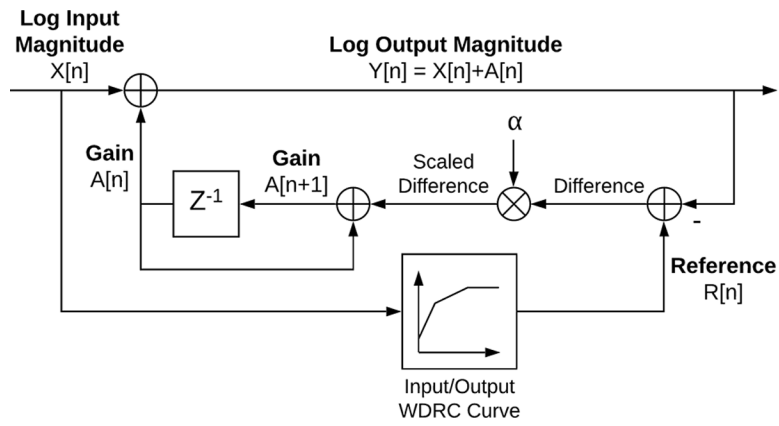 Log Input
Magnitude
X[n]
Log Output Magnitude
Y[n] = X[n]+A[n]
α
Gain
A[n]
Gain
A[n+1]
Scaled
Difference
Difference
Z-1
-
Reference
R[n]
Input/Output
WDRC Curve